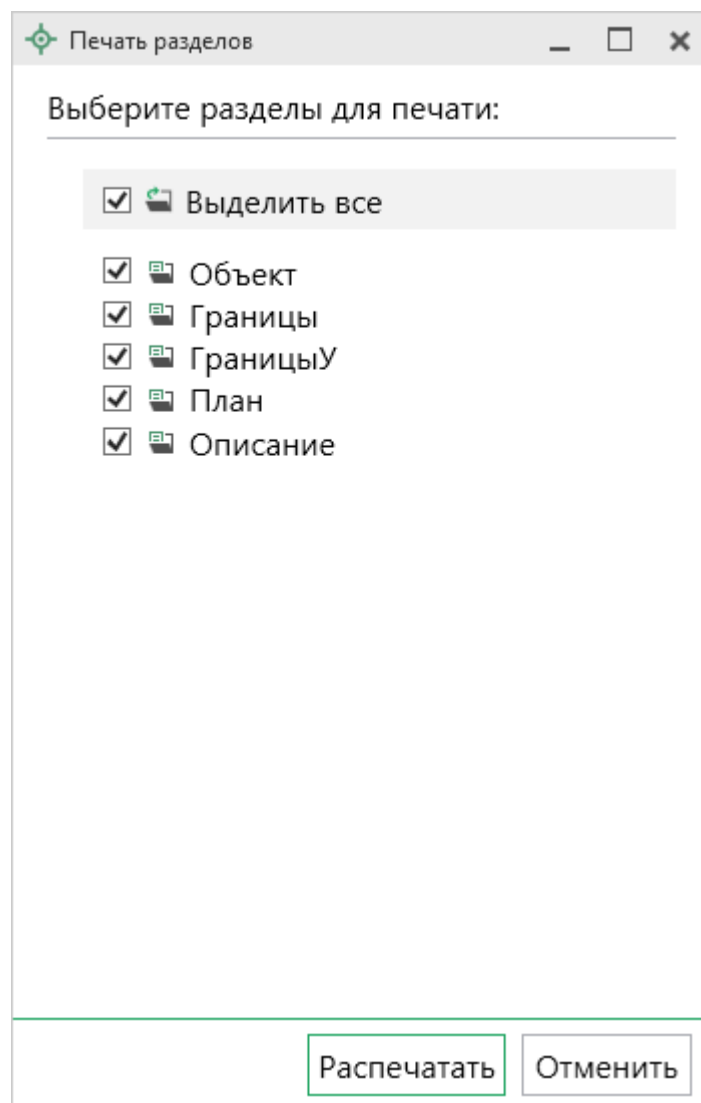 Печать разделов
Выберите разделы для печати:
Выделить все
Объект
Границы
ГраницыУ
План
Описание
Распечатать Отменить